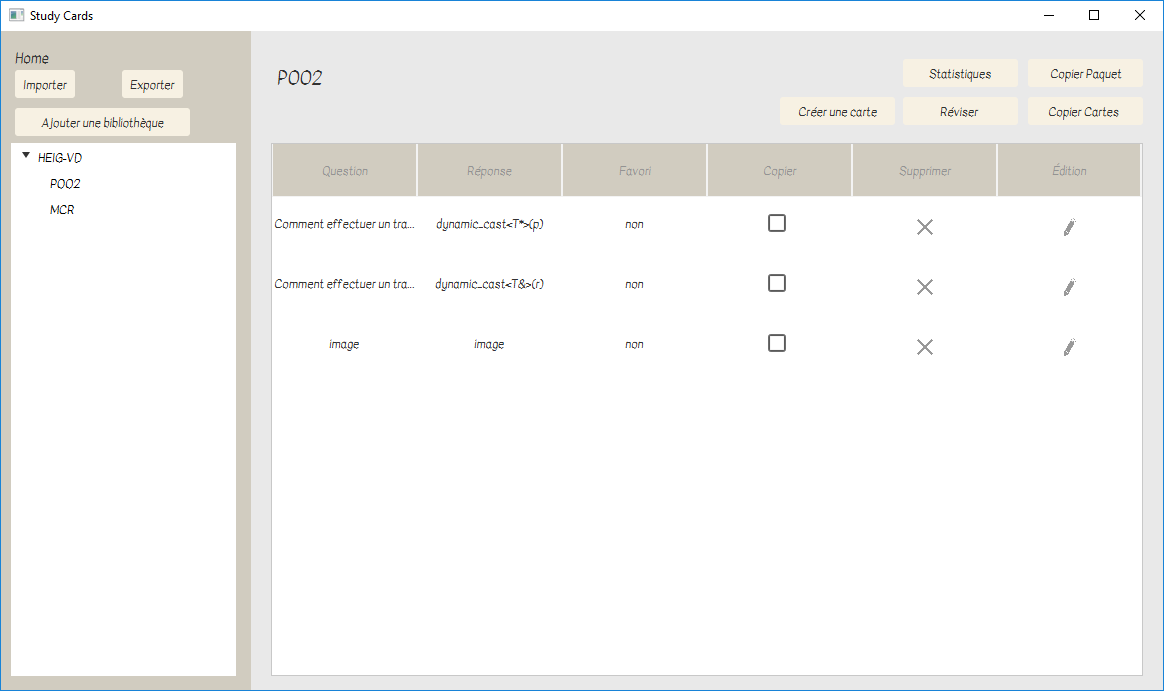 Study Cards
Home
Importer Exporter
Ajouter une bibliothèque
HEIG-VD
POO2
MCR
POO2
Statistiques Copier Paquet
Créer une carte Réviser Copier Cartes
Question Réponse Favori Copier Supprimer Édition
Comment effectuer un tra... dynamic_cast<T*>(p) non
Comment effectuer un tra... dynamic_cast<T&>(r) non
image image non